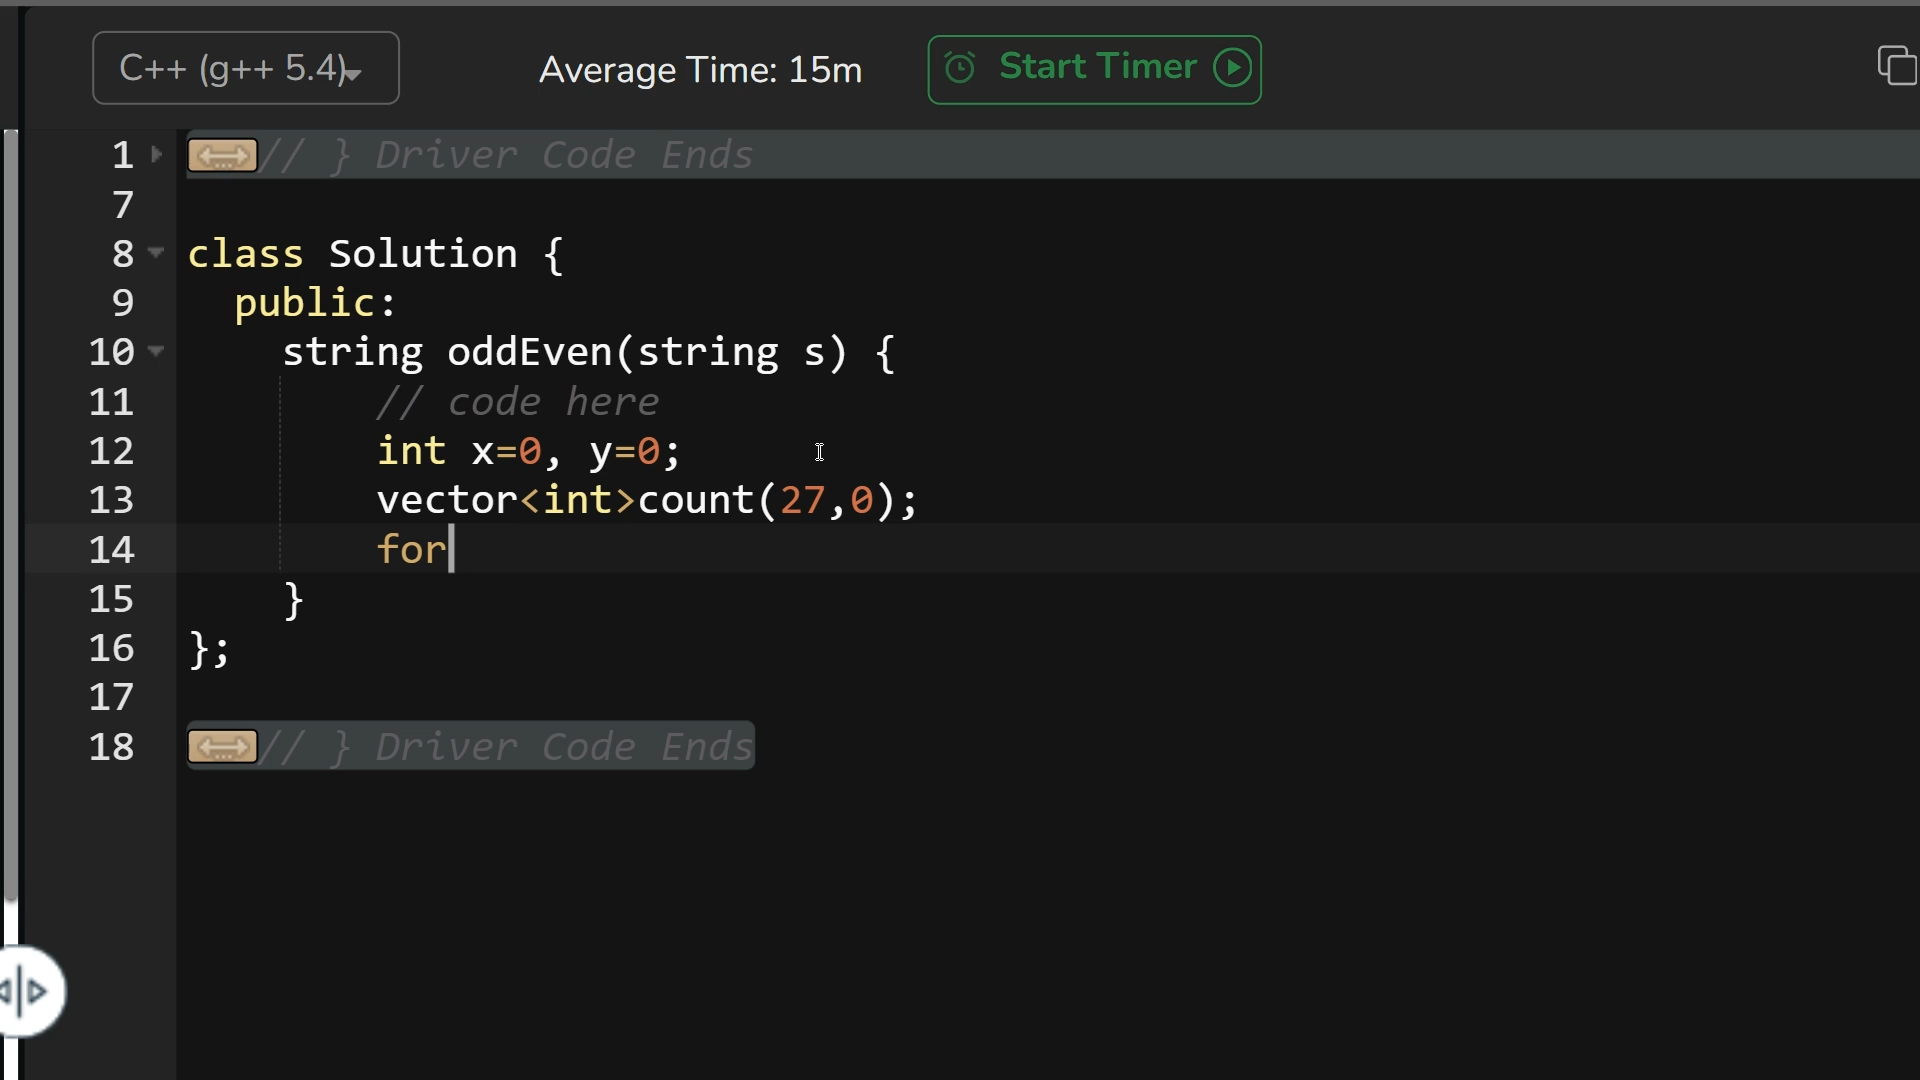 C++ (g++ 5.4)
Average Time: 15m
Start Timer
1 // } Driver Code Ends
7
8 class Solution {
9 public:
10 string oddEven(string s) {
11 // code here
12 int x=0, y=0;
13 vector<int>count(27,0);
14 for
15 }
16 };
17
18 // } Driver Code Ends